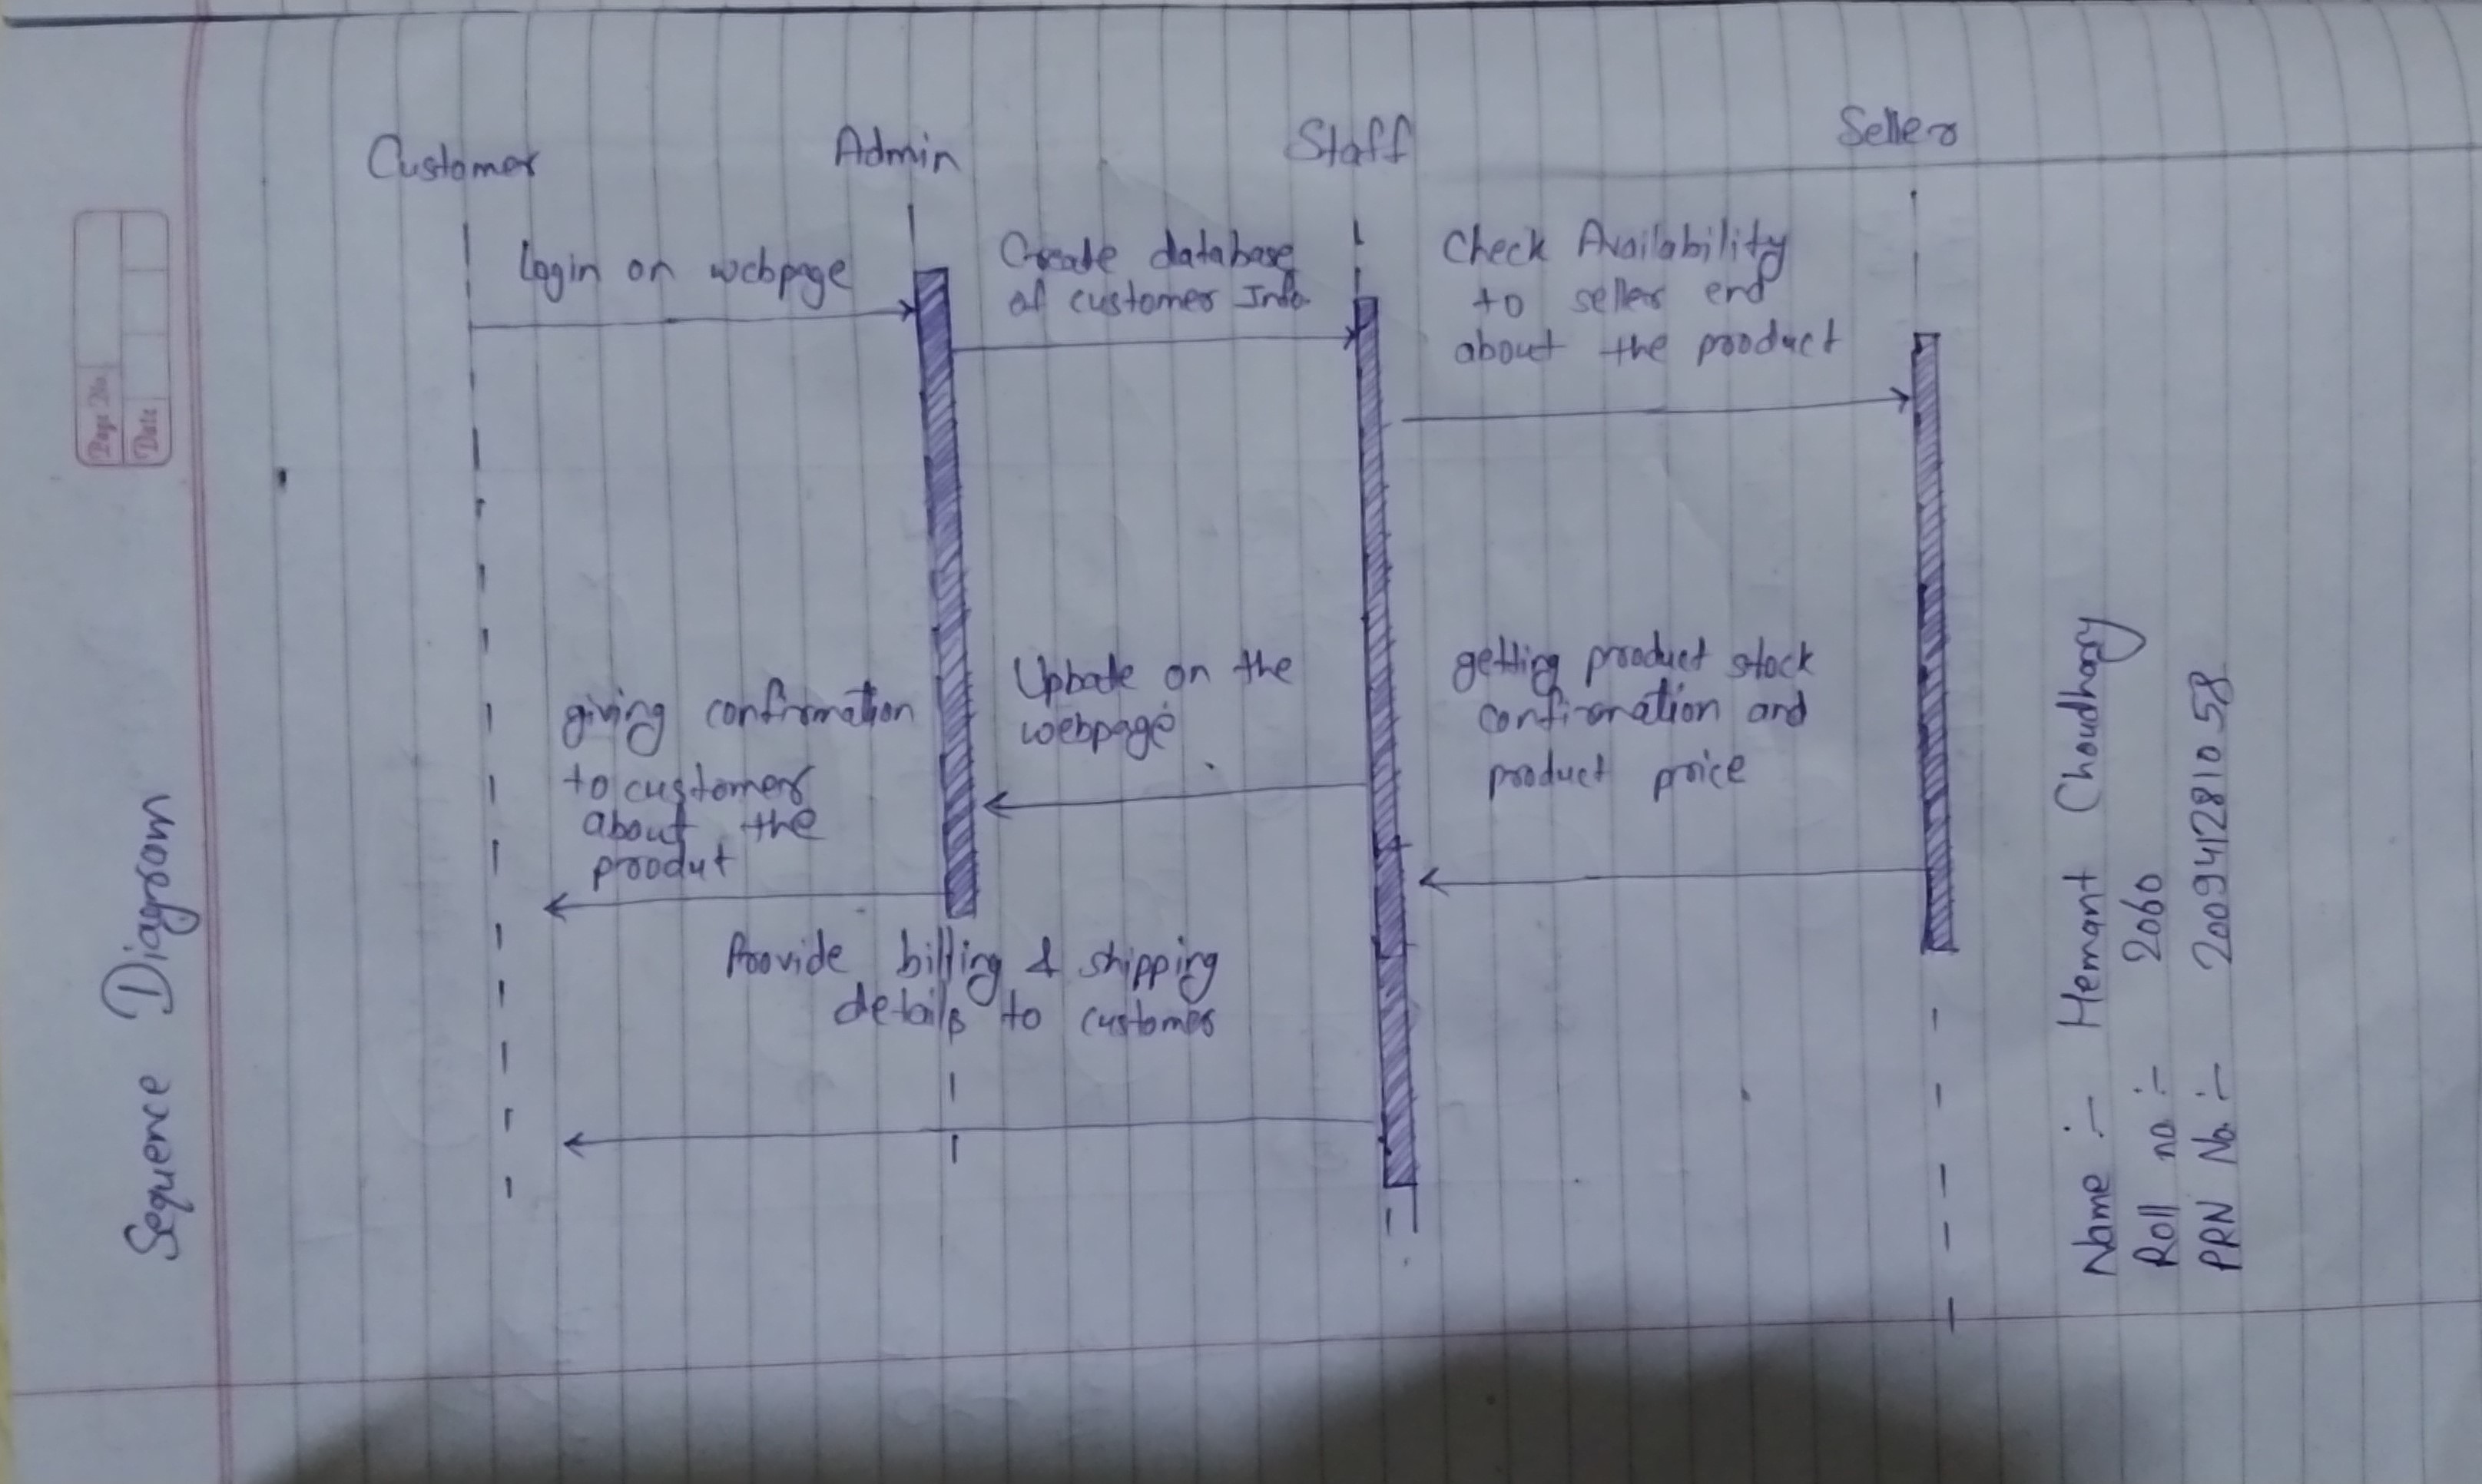 Sequence Diagram
Page No.
Date
Customer
Admin
Staff
Seller
Login on webpage
Create database
of customer Info.
Check Availability
to seller end
about the product
getting product stock
confirmation and
product price
Upbate on the
webpage
giving confirmation
to customers
about the
produt
Provide billing & shipping
details to customer
Name :- Hemant Choudhary
Roll no :- 2060
PRN No. :- 2009412810 58